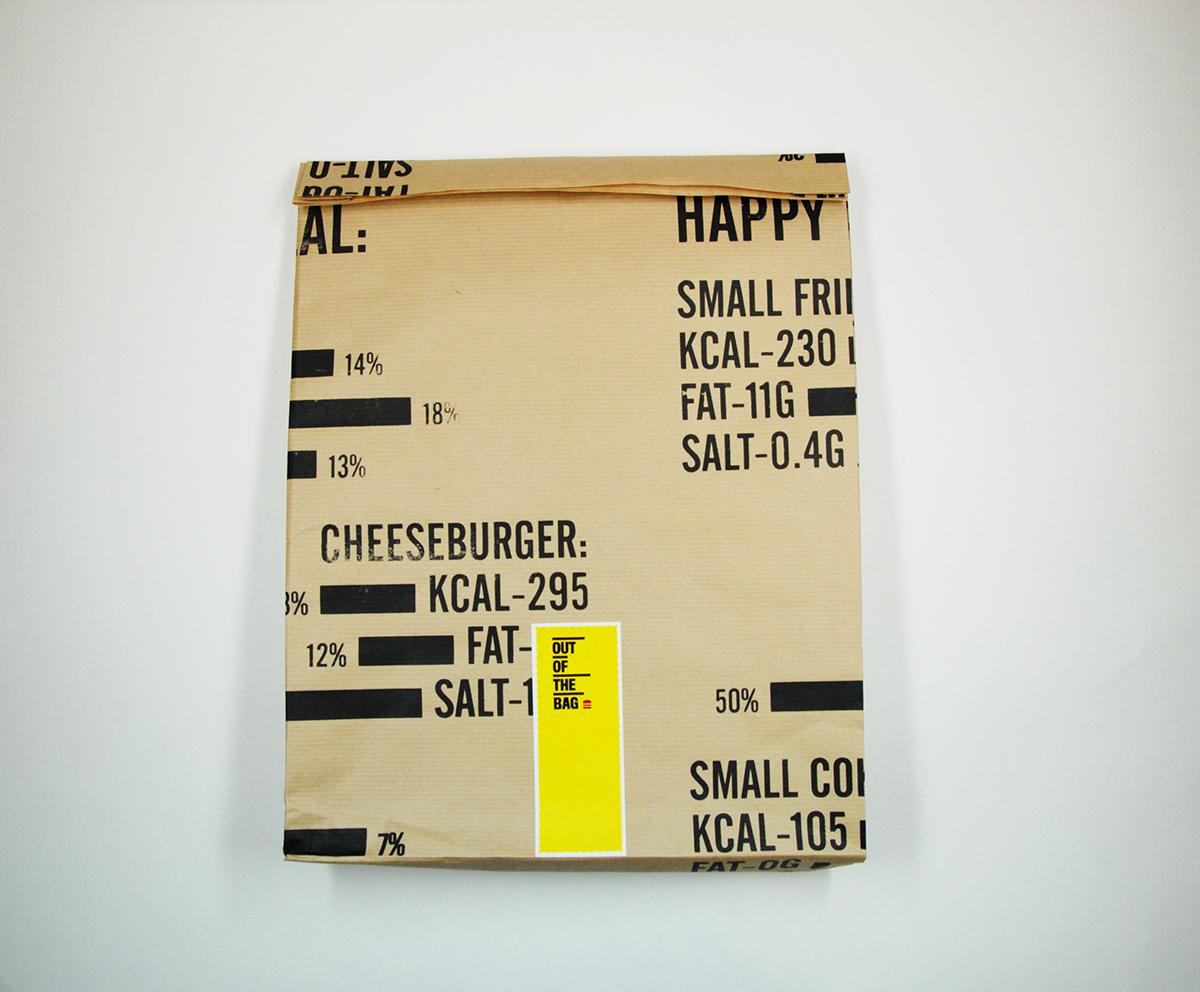 SALT-0
FAT-0G
AL:
14%
18%
13%
CHEESEBURGER:
KCAL-295
12%
FAT-
SALT-1
7%
OUT
OF
THE
BAG
HAPPY
SMALL FRI
KCAL-230
FAT-11G
SALT-0.4G
50%
SMALL CO
KCAL-105
FAT-0G